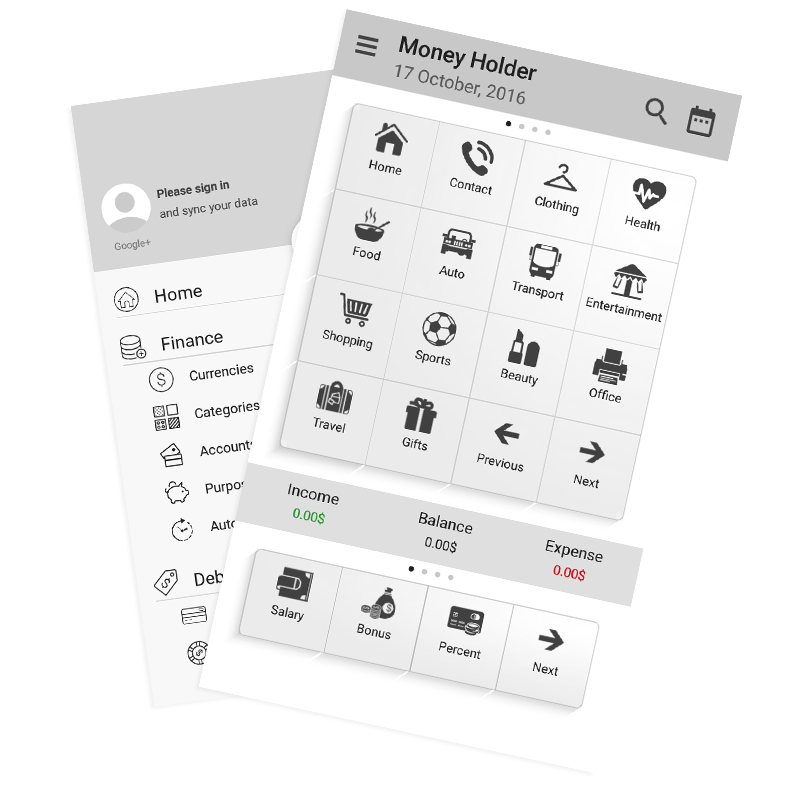 Money Holder
17 October, 2016
Home
Contact
Clothing
Health
Food
Auto
Transport
Entertainment
Shopping
Sports
Beauty
Office
Travel
Gifts
Previous
Next
Income
0.00$
Balance
0.00$
Expense
0.00$
Salary
Bonus
Percent
Next
Please sign in
and sync your data
Google+
Home
Finance
Currencies
Categories
Accounts
Purpo
Auto
Deb